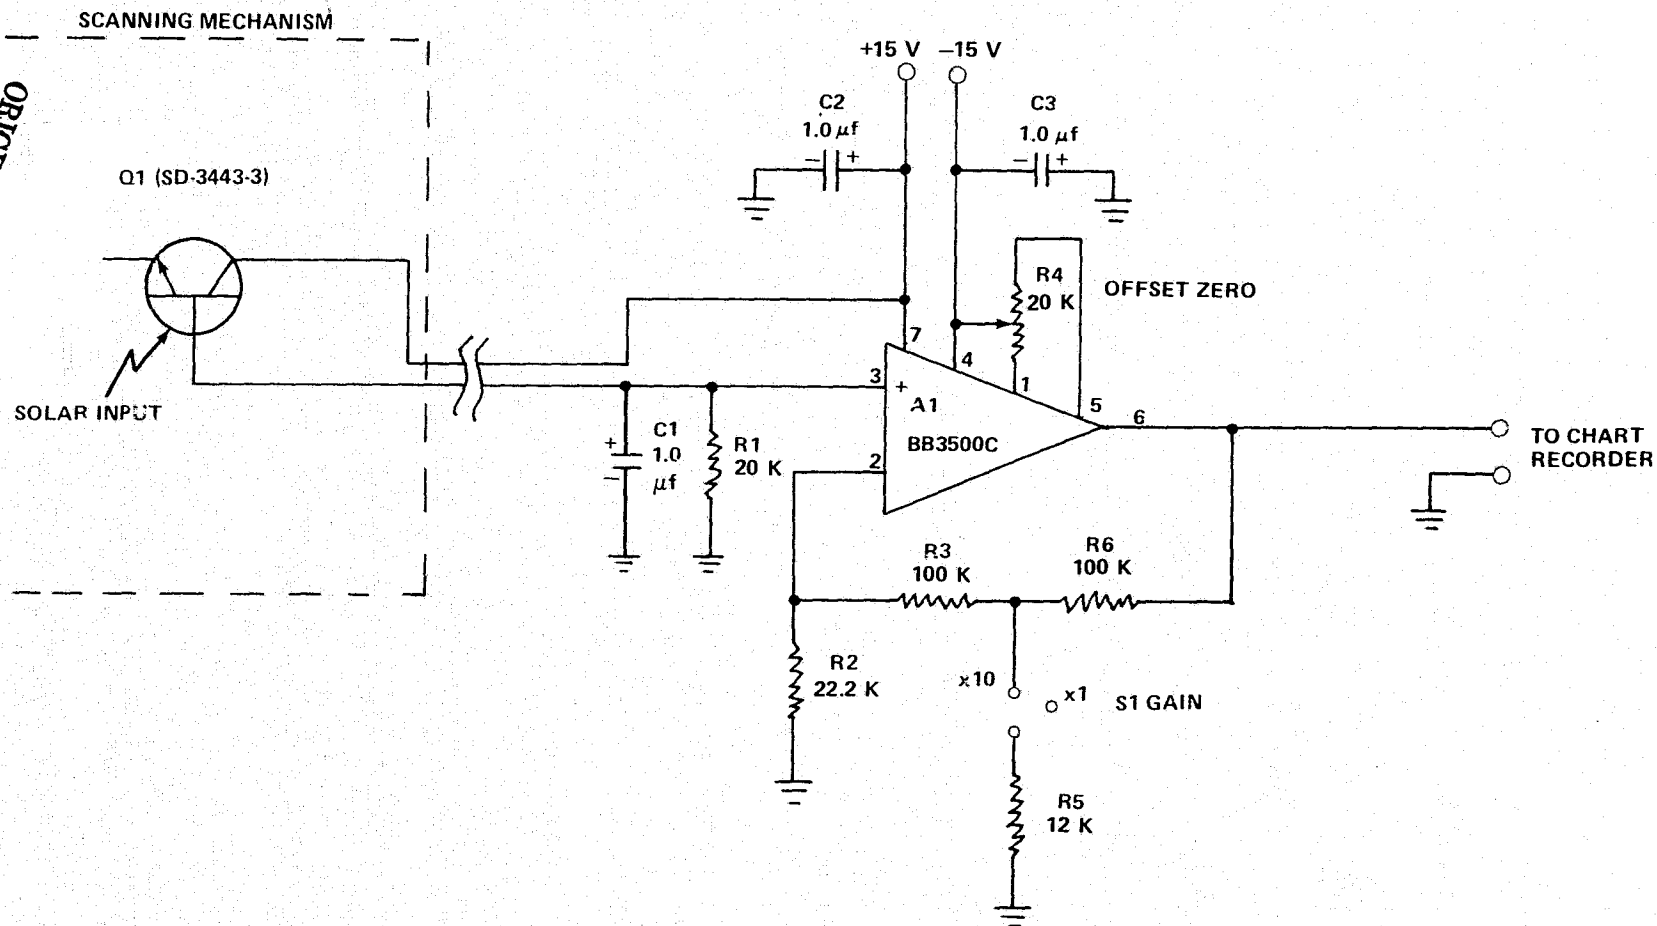 SCANNING MECHANISM
+15 V
–15 V
C2
1.0 μf
– +
C3
1.0 μf
– +
Q1 (SD-3443-3)
R4
20 K
OFFSET ZERO
7
4
1
5
3
+
A1
6
BB3500C
2
SOLAR INPUT
+
C1
1.0
μf
–
R1
20 K
TO CHART
RECORDER
R3
100 K
R6
100 K
R2
22.2 K
x10
x1
S1 GAIN
R5
12 K